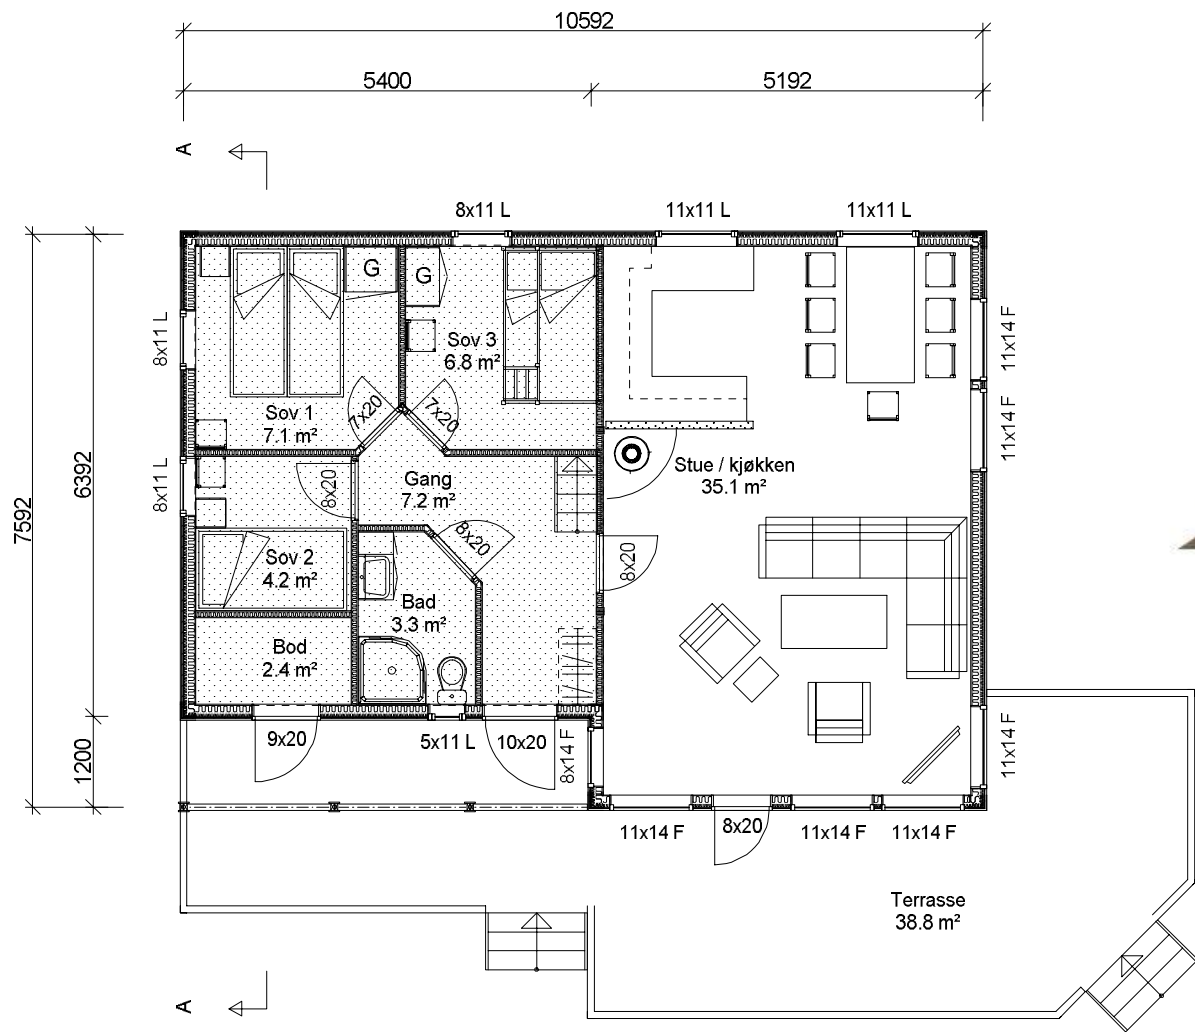 10592
5400
5192
A
8x11 L
11x11 L
11x11 L
7592
6392
1200
8x11 L
8x11 L
11x14 F
11x14 F
G
G
Sov 3
6.8 m²
Sov 1
7.1 m²
7x20
7x20
Gang
7.2 m²
Stue / kjøkken
35.1 m²
8x20
8x20
8x20
Sov 2
4.2 m²
Bad
3.3 m²
Bod
2.4 m²
9x20
5x11 L
10x20
8x14 F
11x14 F
11x14 F
8x20
11x14 F
11x14 F
Terrasse
38.8 m²
A